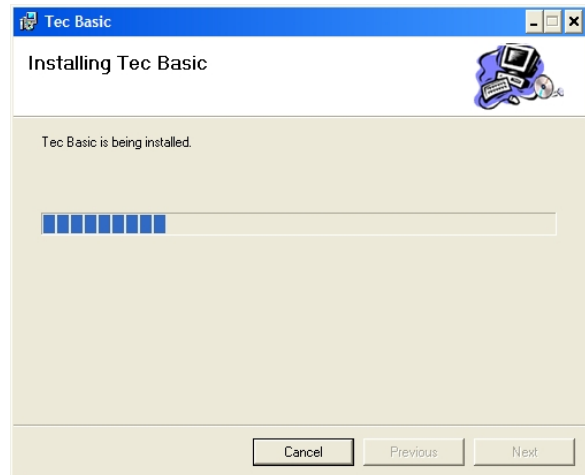 Tec Basic
Installing Tec Basic
Tec Basic is being installed.
Cancel
Previous
Next